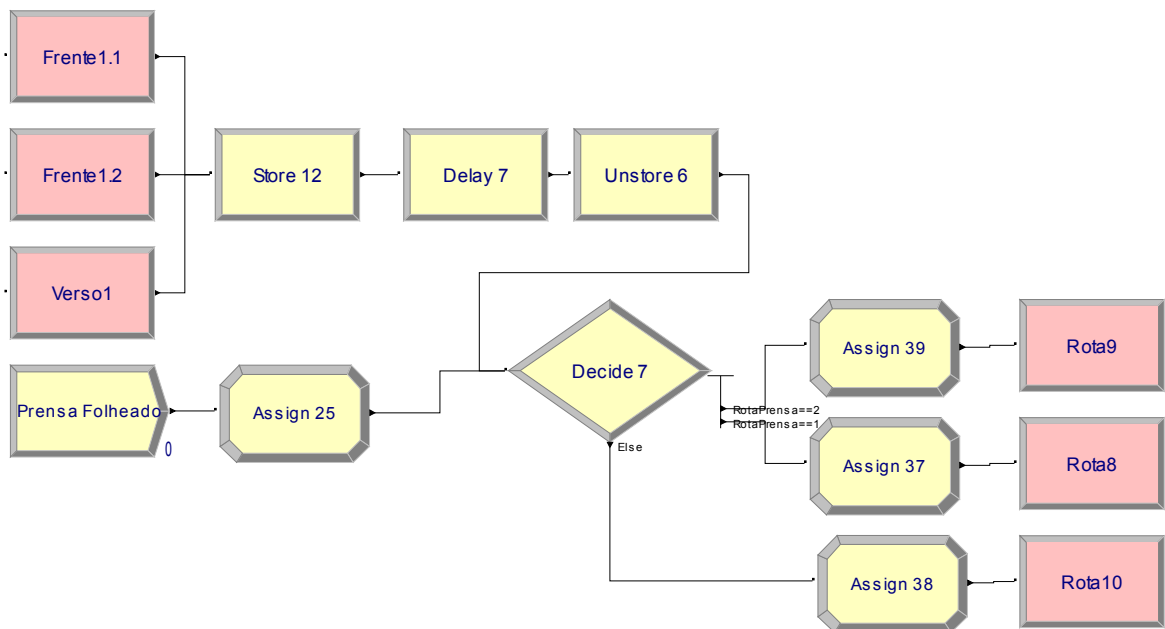 Frente1.1
Frente1.2
Store 12
Delay 7
Unstore 6
Verso1
Prensa Folheado
0
Assign 25
Decide 7
RotaPrensa==2
RotaPrensa==1
Else
Assign 39
Rota9
Assign 37
Rota8
Assign 38
Rota10